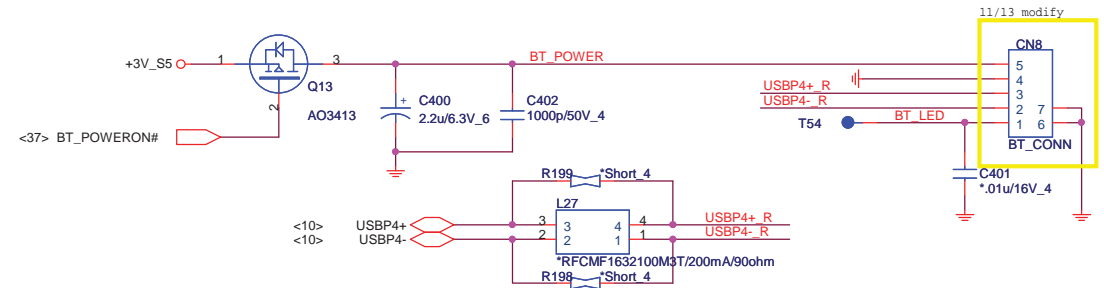 11/13 modify
CN8
+3V_S5
1
3
BT_POWER
5
Q13
4
2
AO3413
C400
2.2u/6.3V_6
C402
1000p/50V_4
USBP4+_R
3
USBP4-_R
2 7
T54
BT_LED
1 6
<37> BT_POWERON#
BT_CONN
C401
*.01u/16V_4
R199
*Short_4
L27
<10> USBP4+
3 3 4 4
USBP4+_R
<10> USBP4-
2 2 1 1
USBP4-_R
*RFCMF1632100M3T/200mA/90ohm
R198
*Short_4